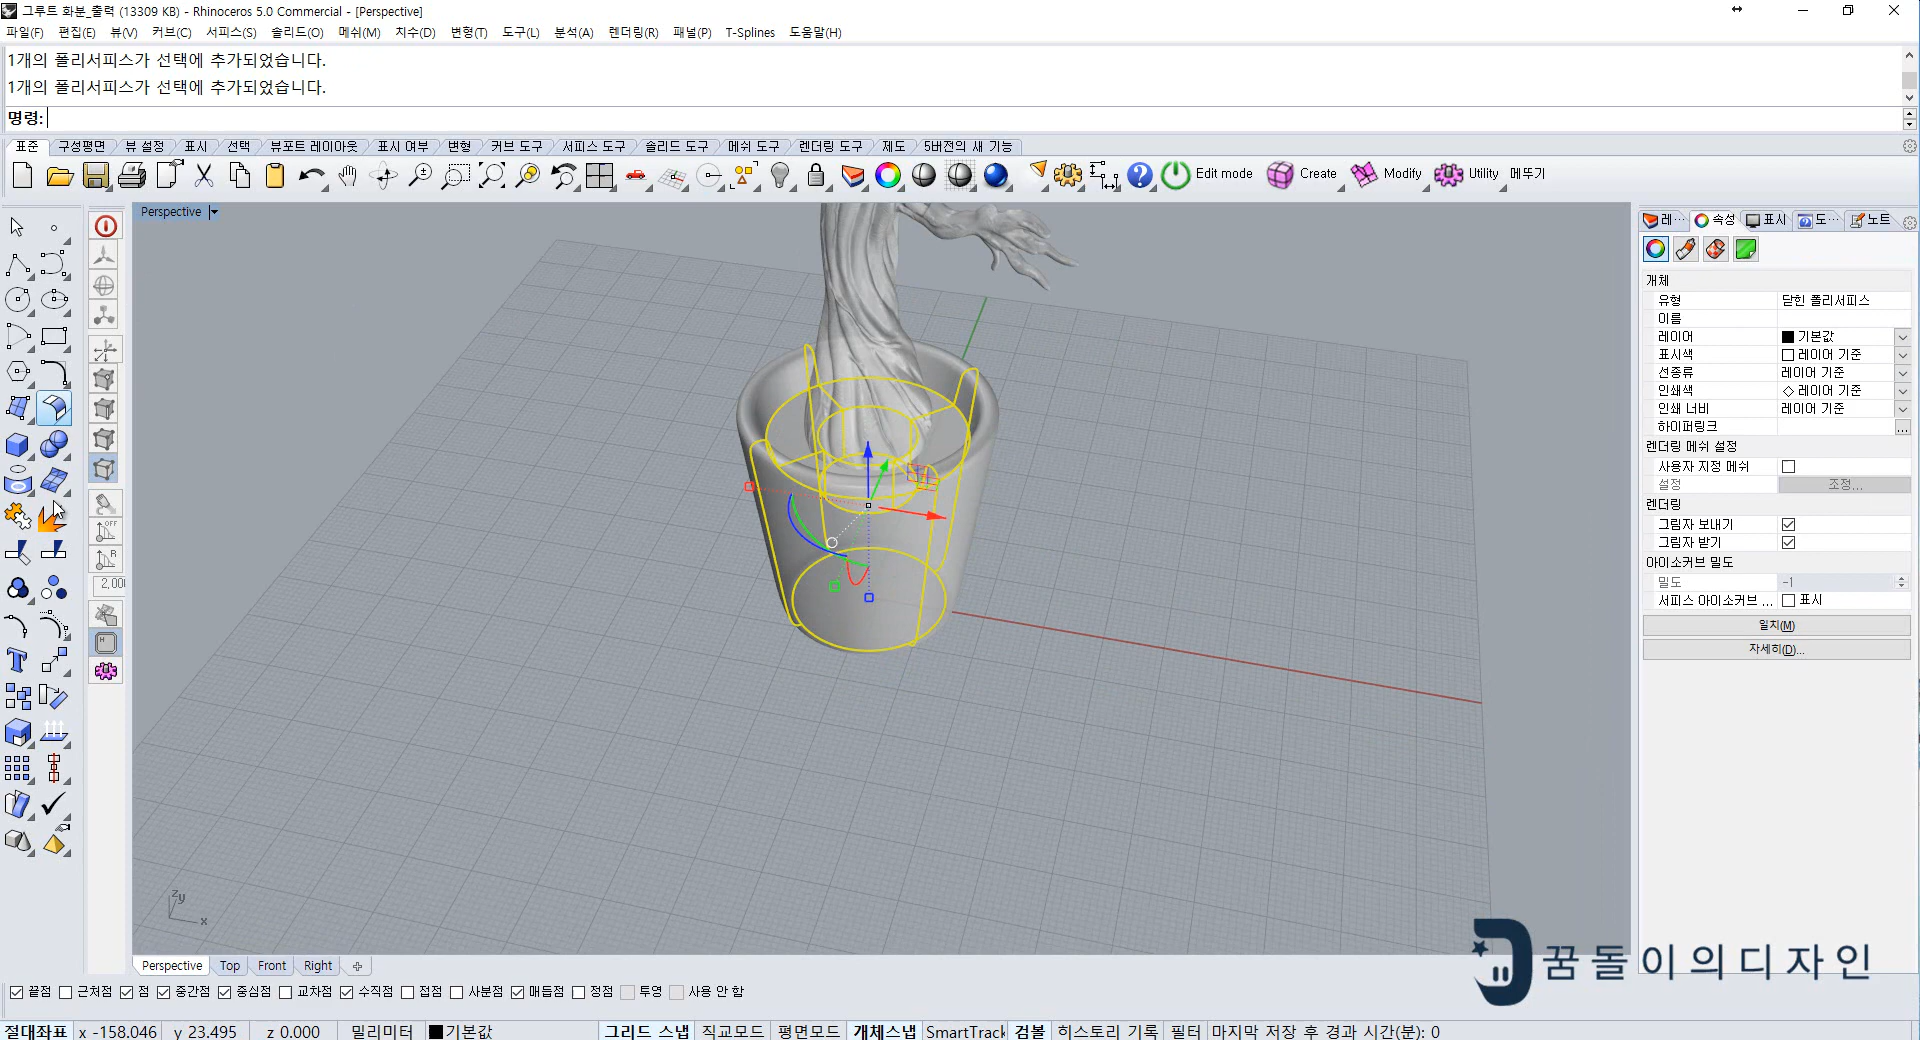 그루트 화분_출력 (13309 KB) - Rhinoceros 5.0 Commercial - [Perspective]
파일(F) 편집(E) 뷰(V) 커브(C) 서피스(S) 솔리드(O) 메쉬(M) 치수(D) 변형(T) 도구(L) 분석(A) 렌더링(R) 패널(P) T-Splines 도움말(H)
1개의 폴리서피스가 선택에 추가되었습니다.
1개의 폴리서피스가 선택에 추가되었습니다.
명령:
표준 구성평면 뷰 설정 표시 선택 뷰포트 레이아웃 표시 여부 변형 커브 도구 서피스 도구 솔리드 도구 메쉬 도구 렌더링 도구 제도 5버전의 새 기능
Edit mode Create Modify Utility 메뚜기
Perspective
레… 속성 표시 도… 노트
개체
유형 닫힌 폴리서피스
이름
레이어 기본값
표시색 레이어 기준
선종류 레이어 기준
인쇄색 레이어 기준
인쇄 너비 레이어 기준
하이퍼링크 ...
렌더링 메쉬 설정
사용자 지정 메쉬
설정 조정...
렌더링
그림자 보내기
그림자 받기
아이소커브 밀도
밀도 -1
서피스 아이소커브 ... 표시
일치(M)
자세히(D)...
OFF
R
2,00
H
z y x
꿈돌이의디자인
Perspective Top Front Right
끝점 근처점 점 중간점 중심점 교차점 수직점 접점 사분점 매듭점 정점 투영 사용 안 함
절대좌표 x -158.046 y 23.495 z 0.000 밀리미터 기본값 그리드 스냅 직교모드 평면모드 개체스냅 SmartTrack 검볼 히스토리 기록 필터 마지막 저장 후 경과 시간(분): 0